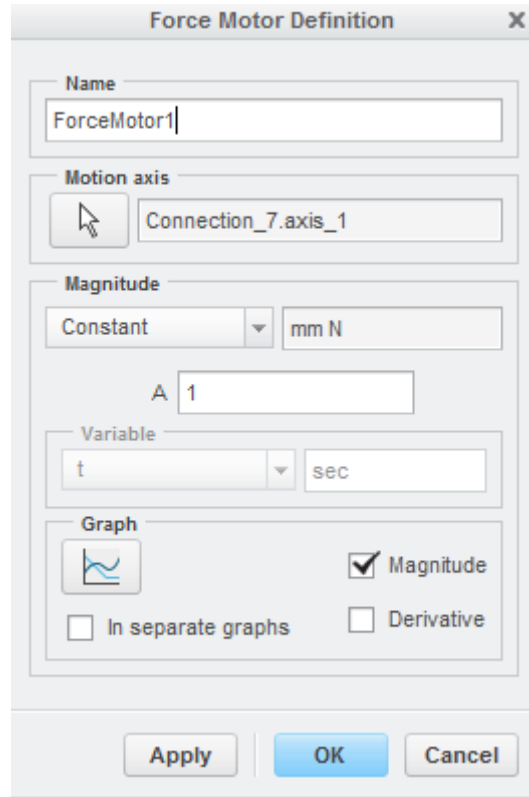 Force Motor Definition X
Name
ForceMotor1
Motion axis
Connection_7.axis_1
Magnitude
Constant mm N
A 1
Variable
t sec
Graph
Magnitude
In separate graphs Derivative
Apply OK Cancel